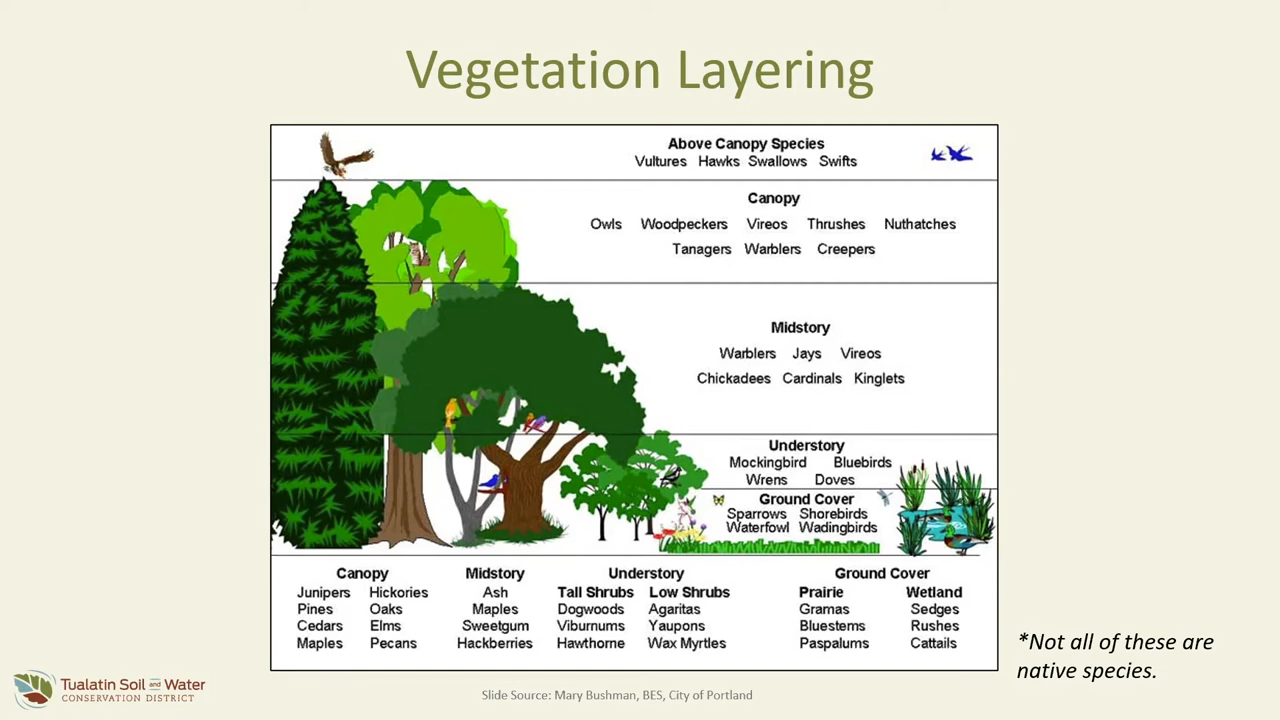 Vegetation Layering
Above Canopy Species
Vultures Hawks Swallows Swifts
Canopy
Owls Woodpeckers Vireos Thrushes Nuthatches
Tanagers Warblers Creepers
Midstory
Warblers Jays Vireos
Chickadees Cardinals Kinglets
Understory
Mockingbird Bluebirds
Wrens Doves
Ground Cover
Sparrows Shorebirds
Waterfowl Wadingbirds
Canopy Midstory Understory Ground Cover
Junipers Hickories Ash Tall Shrubs Low Shrubs Prairie Wetland
Pines Oaks Maples Dogwoods Agaritas Gramas Sedges
Cedars Elms Sweetgum Viburnums Yaupons Bluestems Rushes
Maples Pecans Hackberries Hawthorne Wax Myrtles Paspalums Cattails
*Not all of these are
native species.
Tualatin Soil and Water
CONSERVATION DISTRICT
Slide Source: Mary Bushman, BES, City of Portland